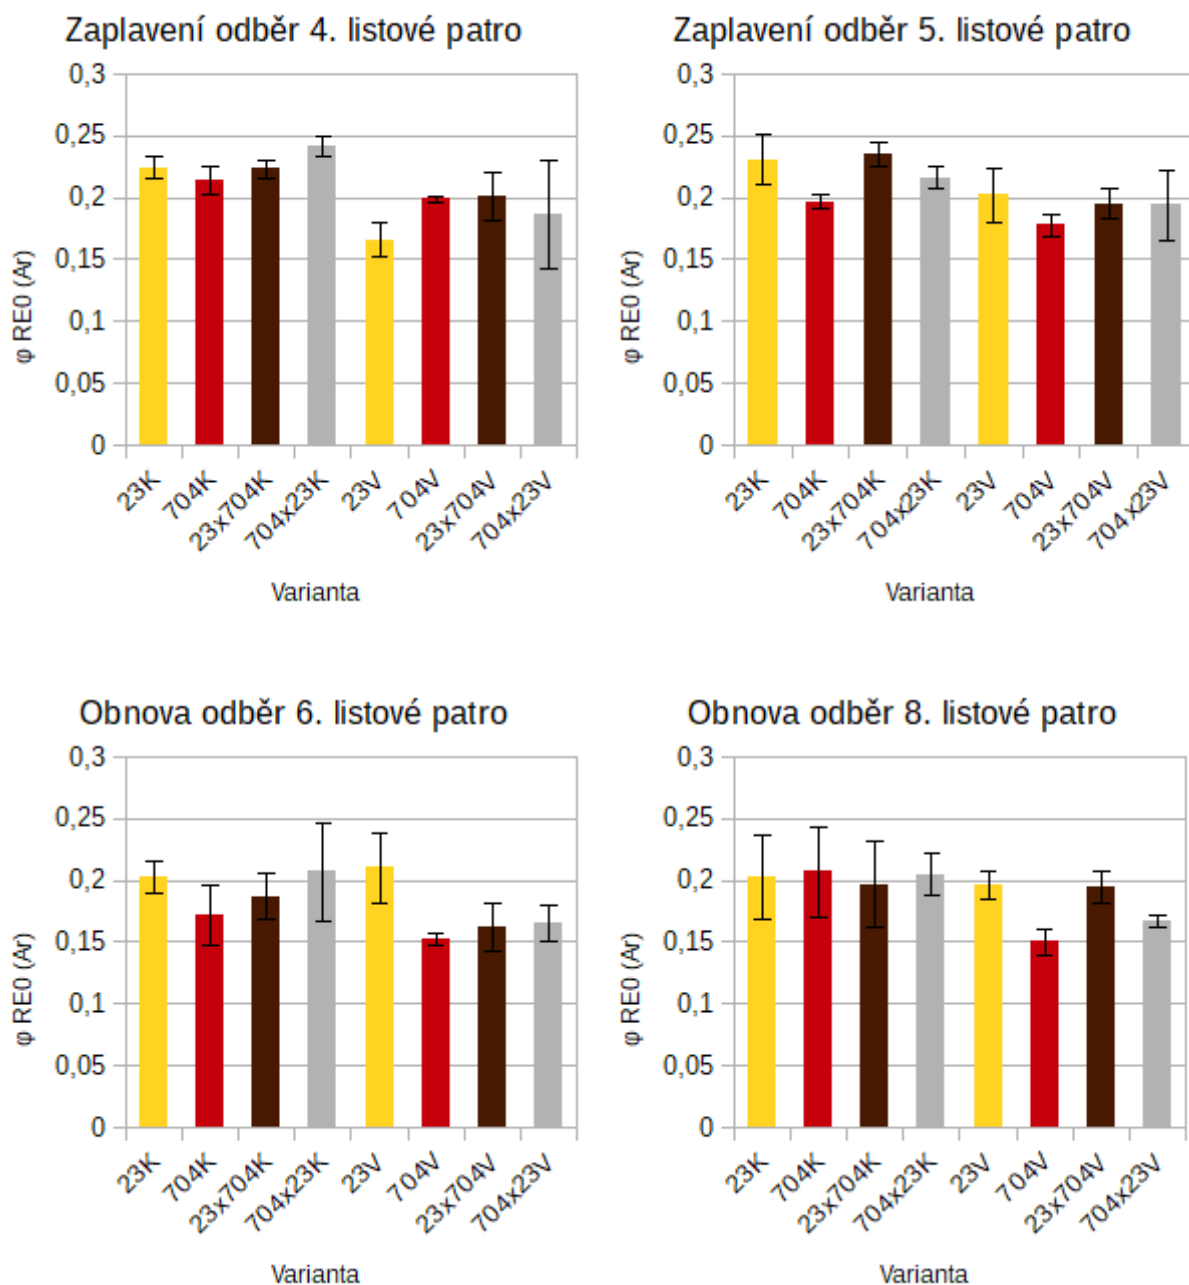 Zaplavení odběr 4. listové patro
0,3
0,25
0,2
0,15
0,1
0,05
0
φ RE0 (Ar)
23K
704K
23x704K
704x23K
23V
704V
23x704V
704x23V
Varianta
Zaplavení odběr 5. listové patro
0,3
0,25
0,2
0,15
0,1
0,05
0
φ RE0 (Ar)
23K
704K
23x704K
704x23K
23V
704V
23x704V
704x23V
Varianta
Obnova odběr 6. listové patro
0,3
0,25
0,2
0,15
0,1
0,05
0
φ RE0 (Ar)
23K
704K
23x704K
704x23K
23V
704V
23x704V
704x23V
Varianta
Obnova odběr 8. listové patro
0,3
0,25
0,2
0,15
0,1
0,05
0
φ RE0 (Ar)
23K
704K
23x704K
704x23K
23V
704V
23x704V
704x23V
Varianta